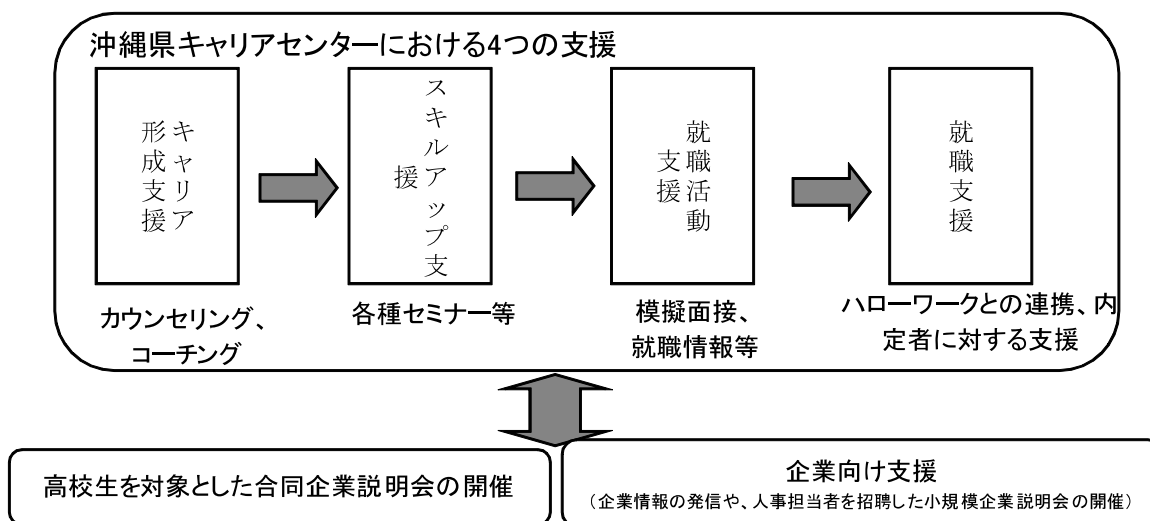 沖縄県キャリアセンターにおける4つの支援
キャリア
形成支援
スキルアップ支
援
就職活動
支援
就職支援
カウンセリング、
コーチング
各種セミナー等
模擬面接、
就職情報等
ハローワークとの連携、内
定者に対する支援
高校生を対象とした合同企業説明会の開催
企業向け支援
（企業情報の発信や、人事担当者を招聘した小規模企業説明会の開催）